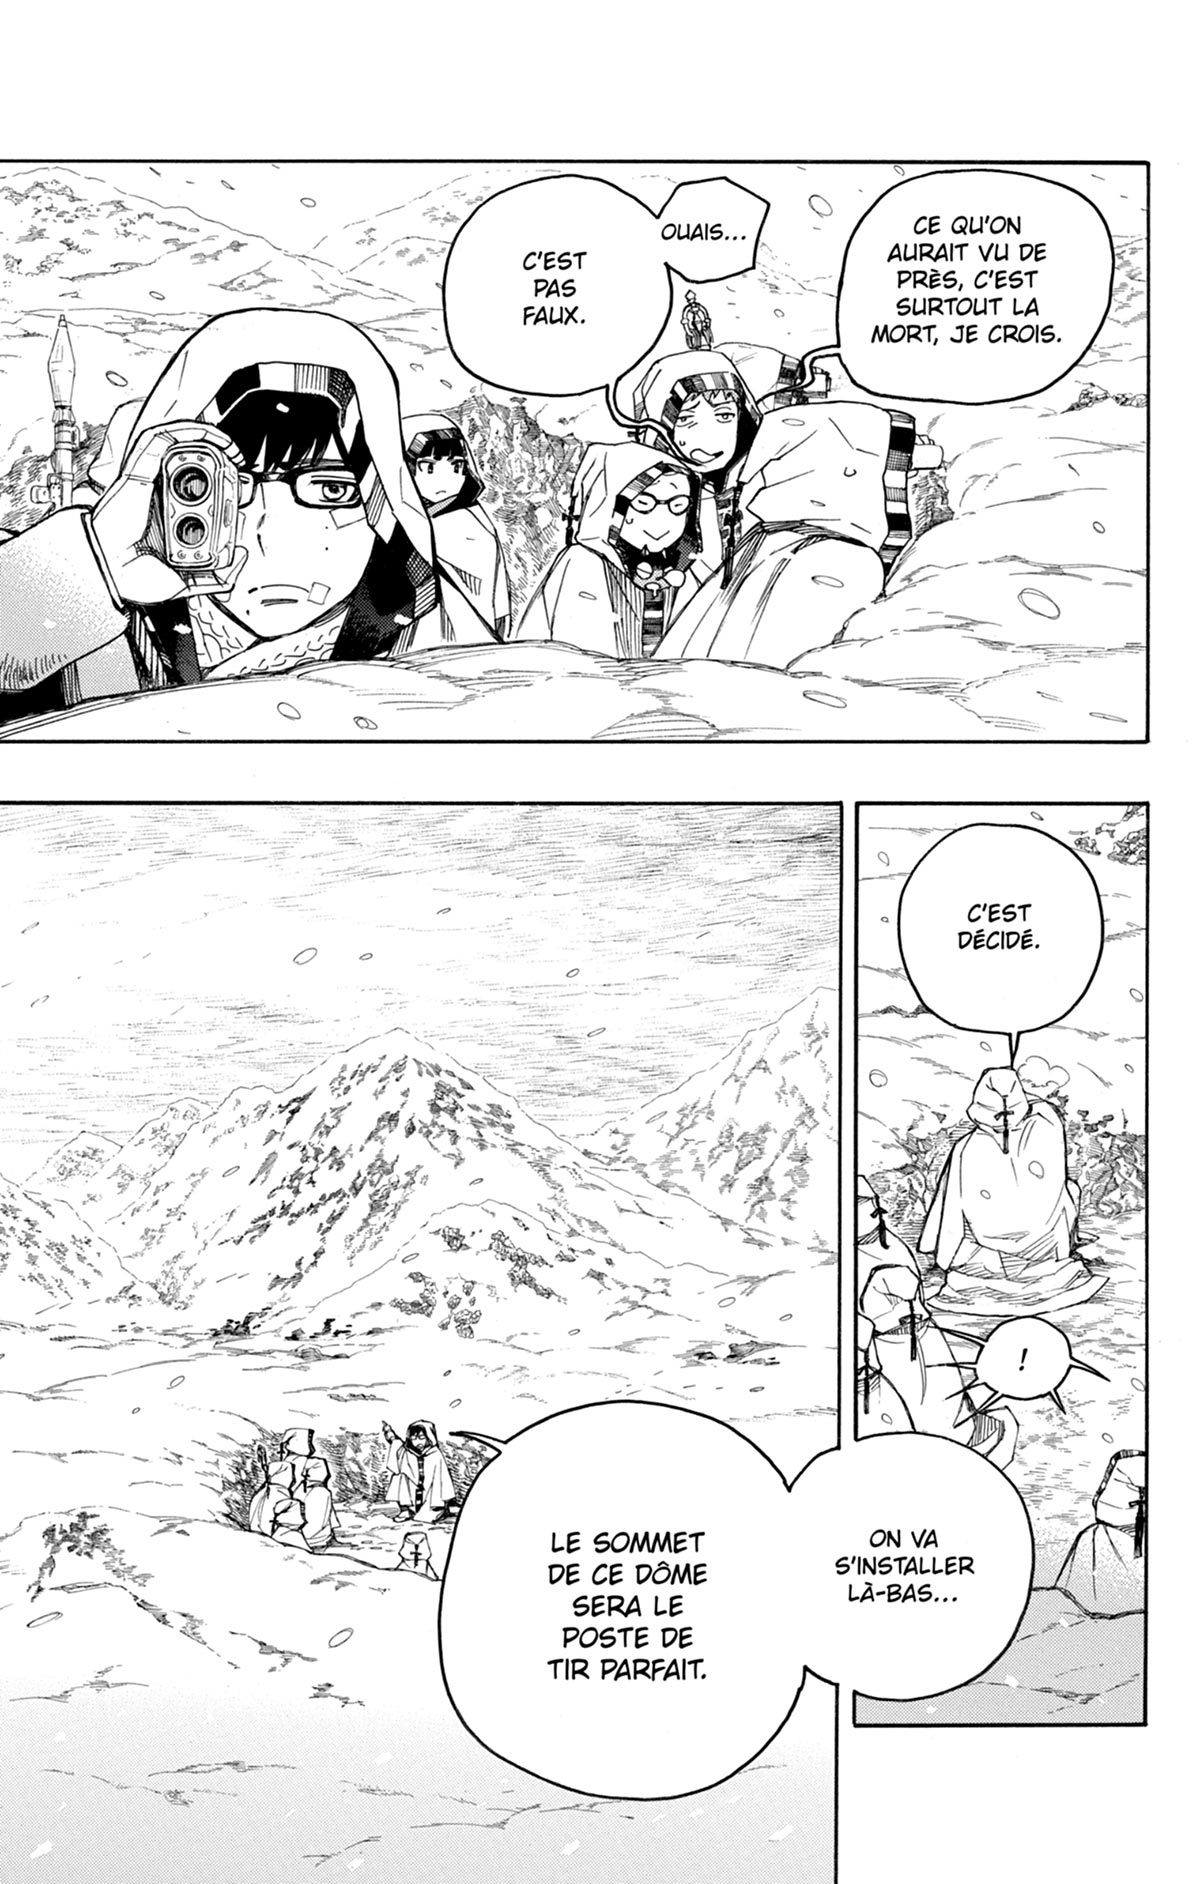 CE QU'ON
AURAIT VU DE
PRÈS, C'EST
SURTOUT LA
MORT, JE CROIS.
OUAIS...
C'EST
PAS
FAUX.
C'EST
DÉCIDÉ.
!
ON VA
S'INSTALLER
LÀ-BAS...
LE SOMMET
DE CE DÔME
SERA LE
POSTE DE
TIR PARFAIT.